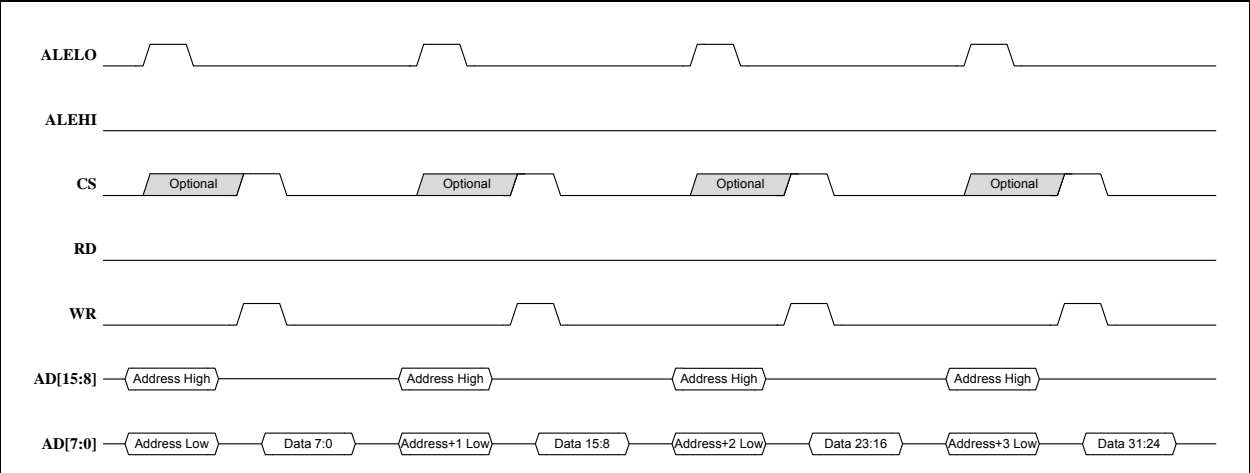 ALELO
ALEHI
CS Optional Optional Optional Optional
RD
WR
AD[15:8] Address High Address High Address High Address High
AD[7:0] Address Low Data 7:0 Address+1 Low Data 15:8 Address+2 Low Data 23:16 Address+3 Low Data 31:24